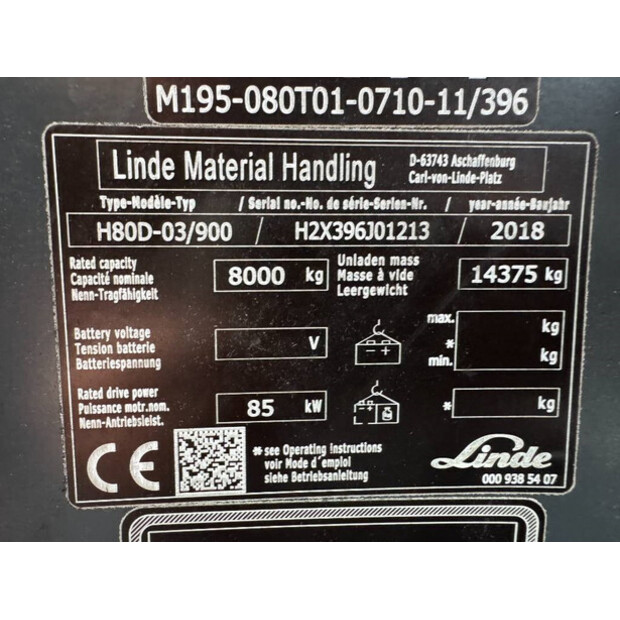 M195-080T01-0710-11/396
Linde Material Handling
D-63743 Aschaffenburg
Carl-von-Linde-Platz
Type-Modèle-Typ / Serial no.-No. de série-Serien-Nr. / year-année-Baujahr
H80D-03/900 / H2X396J01213 / 2018
Rated capacity
Capacité nominale
Nenn-Tragfähigkeit
8000 kg
Unladen mass
Masse à vide
Leergewicht
14375 kg
Battery voltage
Tension batterie
Batteriespannung
V
max. kg
*
min. kg
Rated drive power
Puissance motr.nom.
Nenn-Antriebsleist.
85 kW
* kg
CE
*see Operating instructions
voir Mode d´emploi
siehe Betriebsanleitung
Linde
000 938 54 07